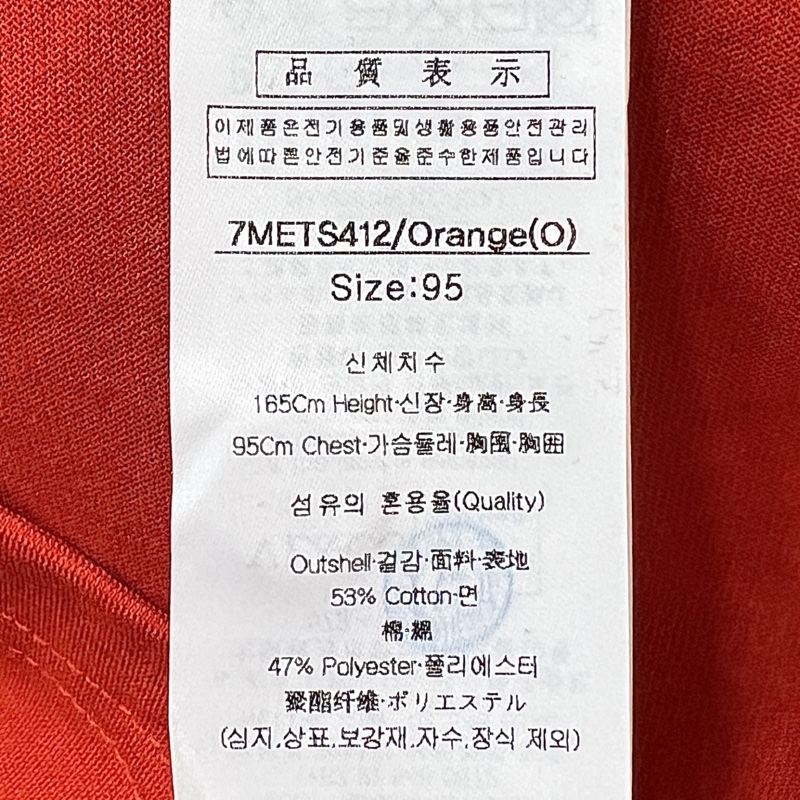 品質表示
이제품은전기용품및생활용품안전관리
법에따른안전기준을준수한제품입니다
7METS412/Orange(O)
Size:95
신체치수
165Cm Height·신장·身高·身長
95Cm Chest·가슴둘레·胸围·胸囲
섬유의 혼용율(Quality)
Outshell·겉감·面料·表地
53% Cotton·면
棉·綿
47% Polyester·폴리에스터
聚酯纤维·ポリエステル
(심지,상표,보강재,자수,장식 제외)